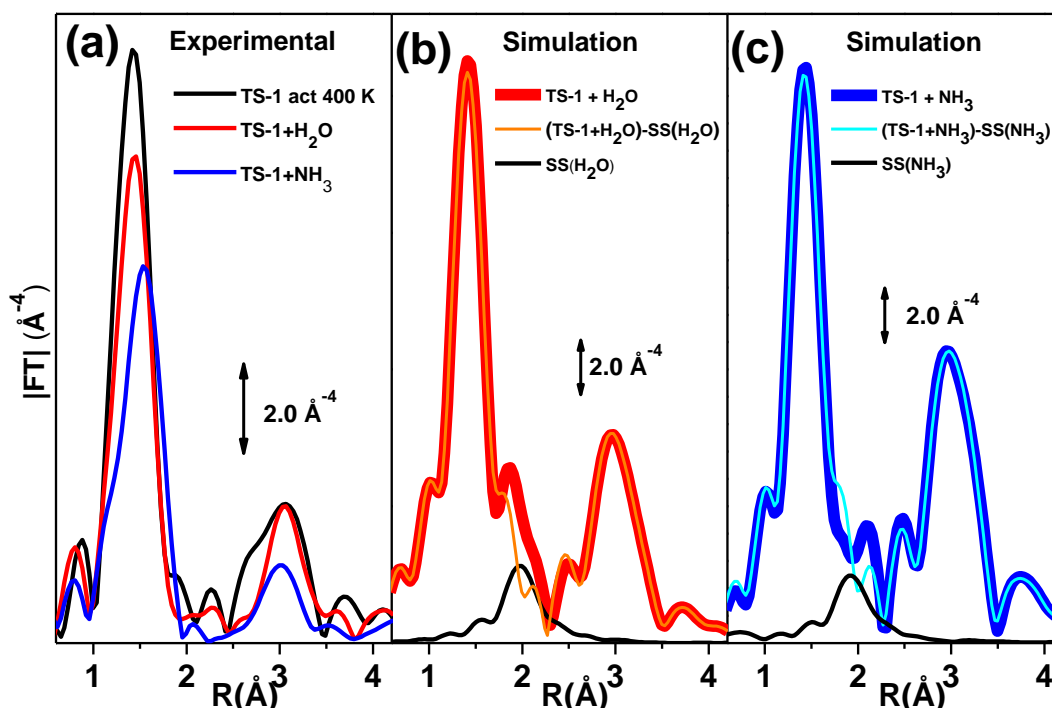 (a) Experimental
TS-1 act 400 K
TS-1+H₂O
TS-1+NH₃
2.0 Å⁻⁴
|FT| (Å⁻⁴)
1 2 3 4
R(Å)
(b) Simulation
TS-1 + H₂O
(TS-1+H₂O)-SS(H₂O)
SS(H₂O)
2.0 Å⁻⁴
1 2 3 4
R(Å)
(c) Simulation
TS-1 + NH₃
(TS-1+NH₃)-SS(NH₃)
SS(NH₃)
2.0 Å⁻⁴
1 2 3 4
R(Å)